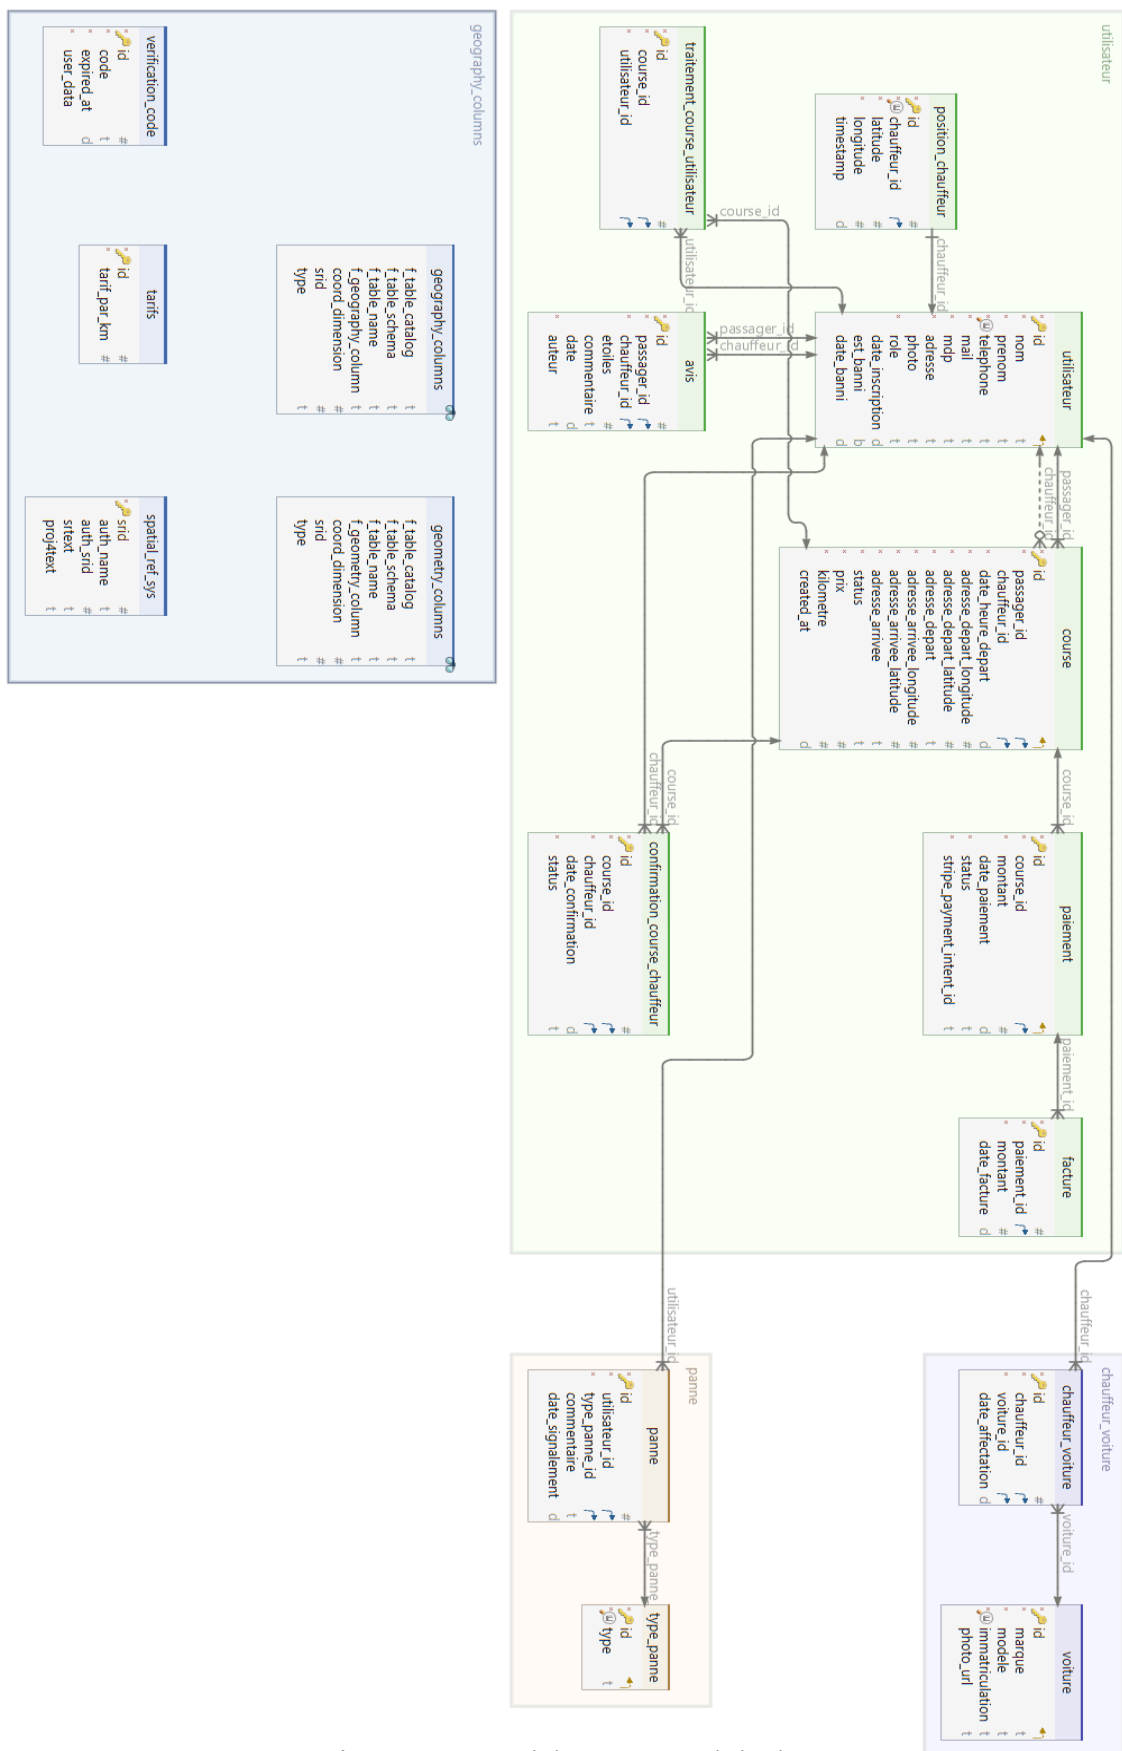 utilisateur
position_chauffeur
id
chauffeur_id
latitude
longitude
timestamp
d
traitement_course_utilisateur
id #
course_id
utilisateur_id
chauffeur_id
course_id
utilisateur_id
utilisateur
id
nom t
prenom t
telephone t
mail t
mdp t
adresse t
photo t
role t
date_inscription d
est_banni b
date_banni d
passager_id
chauffeur_id
avis
id #
passager_id
chauffeur_id
etoiles #
commentaire t
date d
auteur t
passager_id
chauffeur_id
course
id
passager_id
chauffeur_id
date_heure_depart d
adresse_depart_longitude #
adresse_depart_latitude #
adresse_depart t
adresse_arrivee_longitude #
adresse_arrivee_latitude #
adresse_arrivee t
status t
prix #
kilometre #
created_at d
course_id
course_id
chauffeur_id
paiement
id
course_id
montant #
date_paiement d
status t
stripe_payment_intent_id t
confirmation_course_chauffeur
id #
course_id
chauffeur_id
date_confirmation d
status t
paiement_id
facture
id
paiement_id
montant #
date_facture d
chauffeur_id
utilisateur_id
chauffeur_voiture
chauffeur_voiture
id #
chauffeur_id
voiture_id
date_affectation d
voiture_id
voiture
id
marque t
modele t
immatriculation t
photo_url t
panne
panne
id #
utilisateur_id
type_panne_id
commentaire t
date_signalement d
type_panne
type_panne
id
type t
geography_columns
geography_columns
f_table_catalog t
f_table_schema t
f_table_name t
f_geography_column t
coord_dimension #
srid #
type t
geometry_columns
f_table_catalog t
f_table_schema t
f_table_name t
f_geometry_column t
coord_dimension #
srid #
type t
verification_code
id #
code t
expired_at d
user_data
tarifs
id #
tarif_par_km #
spatial_ref_sys
srid #
auth_name t
auth_srid #
srtext t
proj4text t